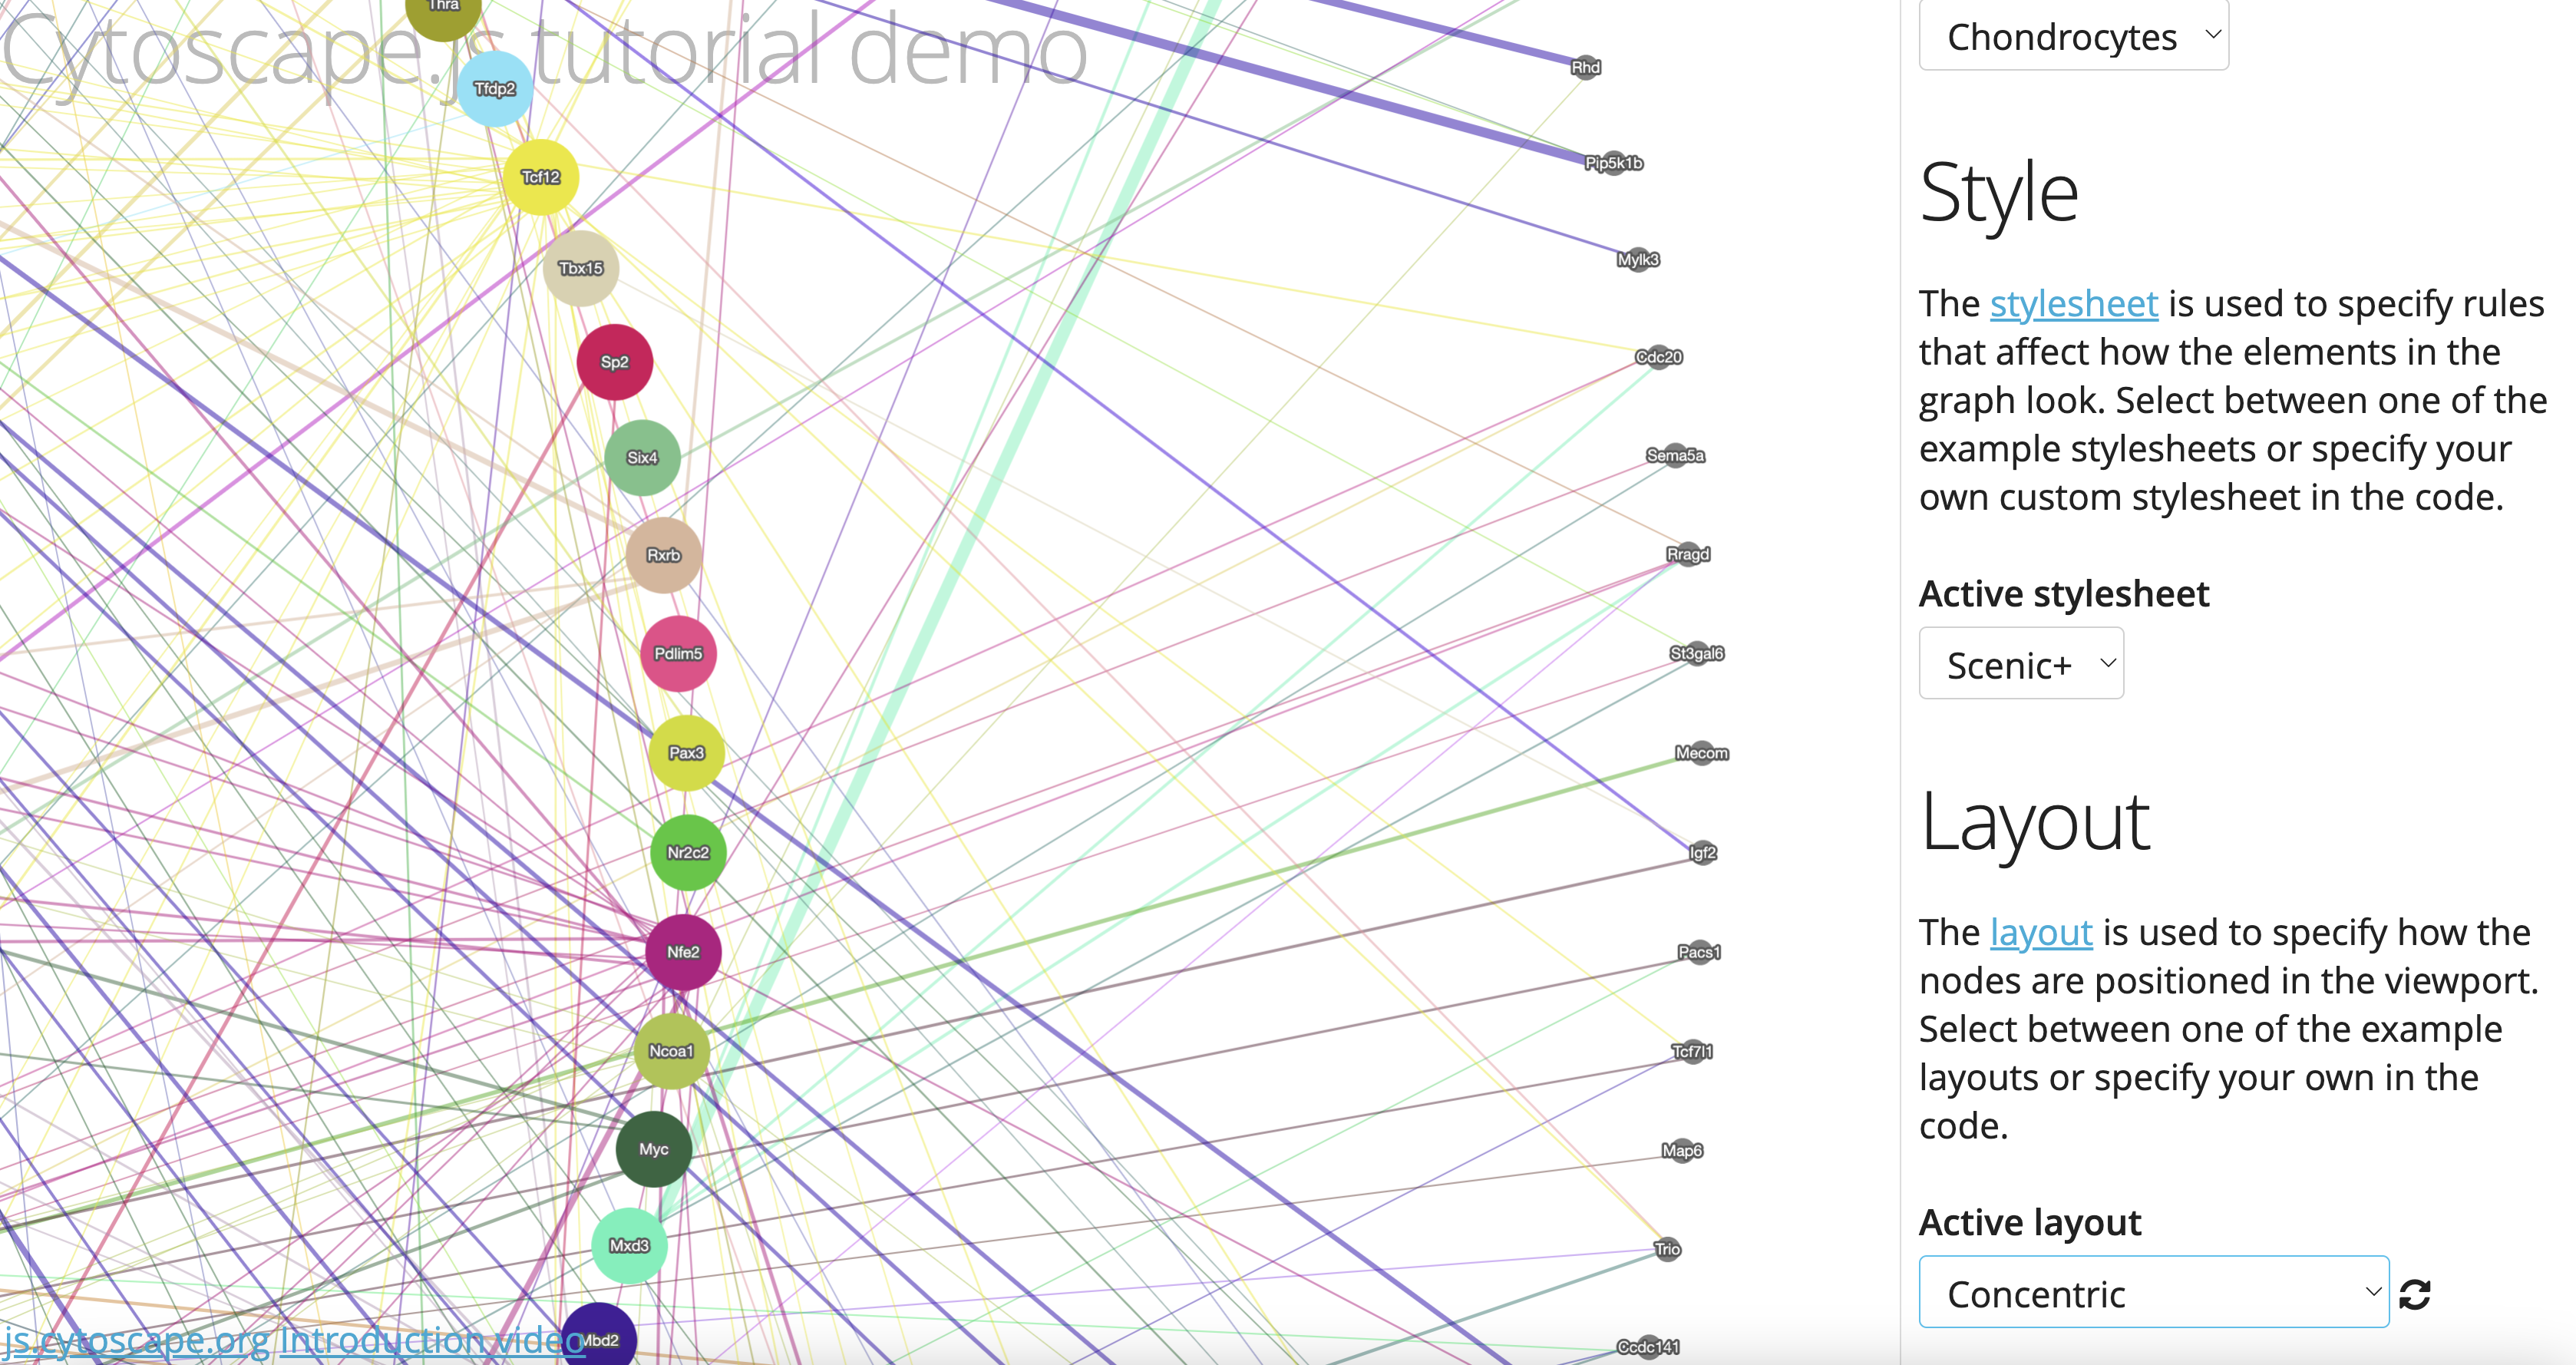 Cytoscape.js tutorial demo
Thra
Tfdp2
Tcf12
Tbx15
Sp2
Six4
Rxrb
Pdlim5
Pax3
Nr2c2
Nfe2
Ncoa1
Myc
Mxd3
Mbd2
js.cytoscape.org Introduction video
Rhd
Pip5k1b
Mylk3
Cdc20
Sema5a
Rragd
St3gal6
Mecom
Igf2
Pacs1
Tcf7l1
Map6
Trio
Ccdc141
Chondrocytes
Style
The stylesheet is used to specify rules
that affect how the elements in the
graph look. Select between one of the
example stylesheets or specify your
own custom stylesheet in the code.
Active stylesheet
Scenic+
Layout
The layout is used to specify how the
nodes are positioned in the viewport.
Select between one of the example
layouts or specify your own in the
code.
Active layout
Concentric